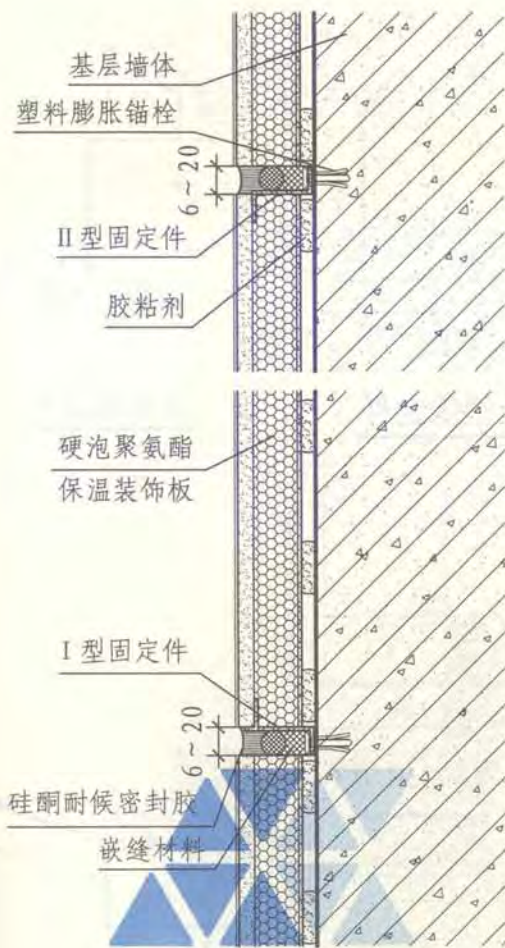 基层墙体
塑料膨胀锚栓
6~20
II型固定件
胶粘剂
硬泡聚氨酯
保温装饰板
I型固定件
6~20
硅酮耐候密封胶
嵌缝材料